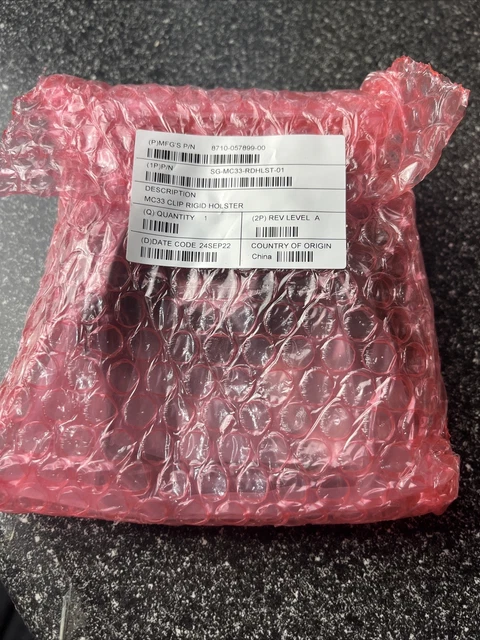 (P)MFG'S P/N 8710-057899-00
(1P)P/N SG-MC33-RDHLST-01
DESCRIPTION
MC33 CLIP RIGID HOLSTER
(Q) QUANTITY 1 (2P) REV LEVEL A
(D)DATE CODE 24SEP22 COUNTRY OF ORIGIN
China